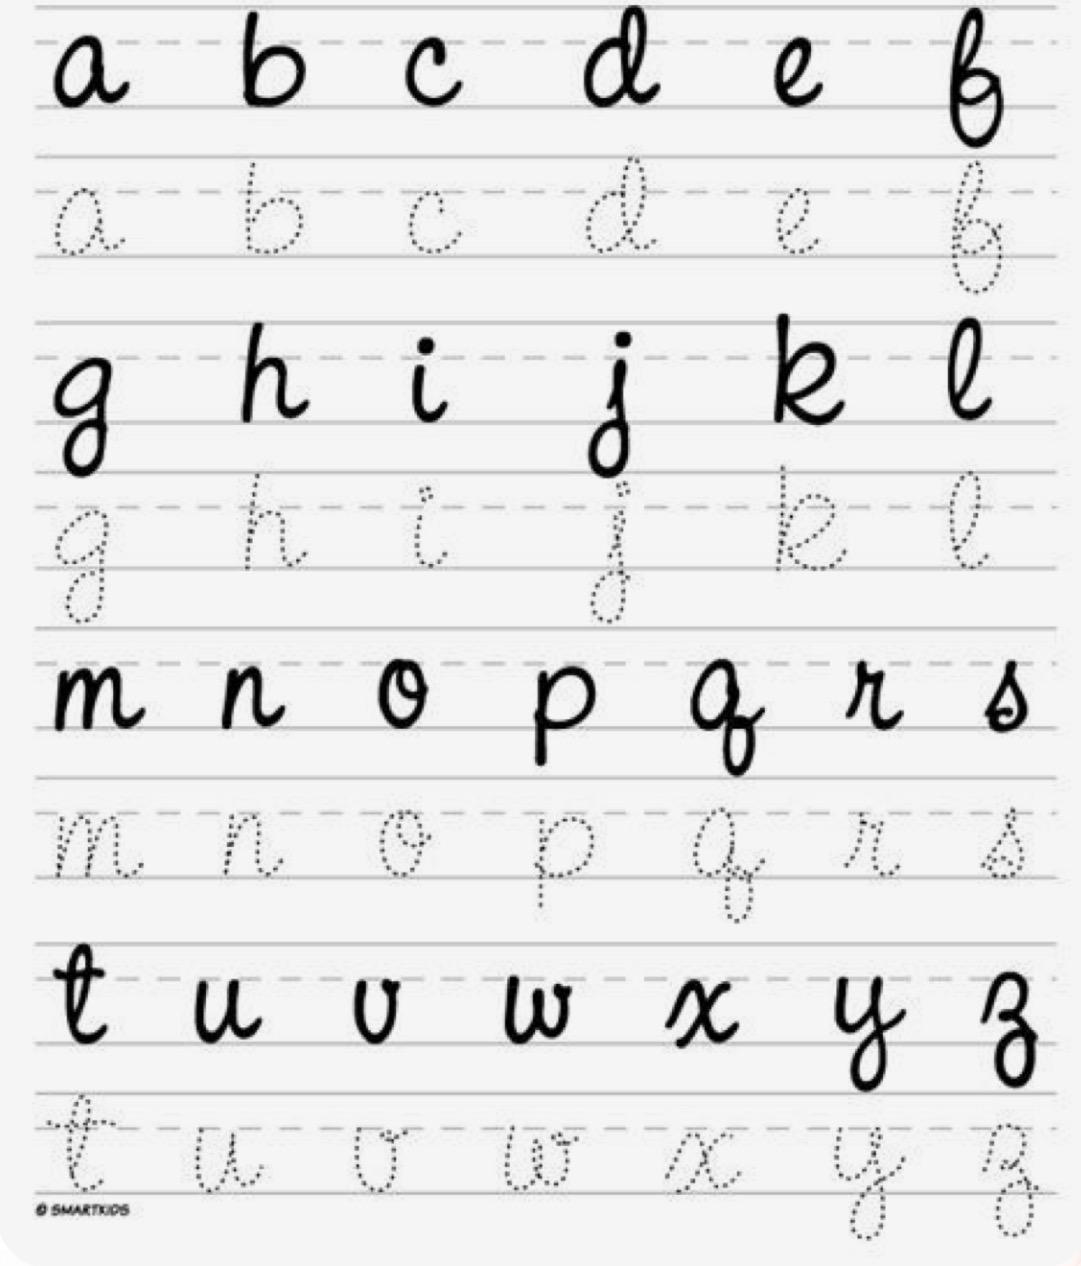 a b c d e f
a b c d e f
g h i j k l
g h i j k l
m n o p q r s
m n o p q r s
t u v w x y z
t u v w x y z
© SMARTKIDS